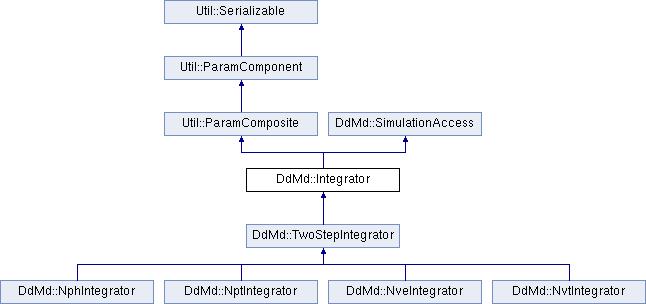 Util::Serializable
Util::ParamComponent
Util::ParamComposite
DdMd::SimulationAccess
DdMd::Integrator
DdMd::TwoStepIntegrator
DdMd::NphIntegrator
DdMd::NptIntegrator
DdMd::NveIntegrator
DdMd::NvtIntegrator